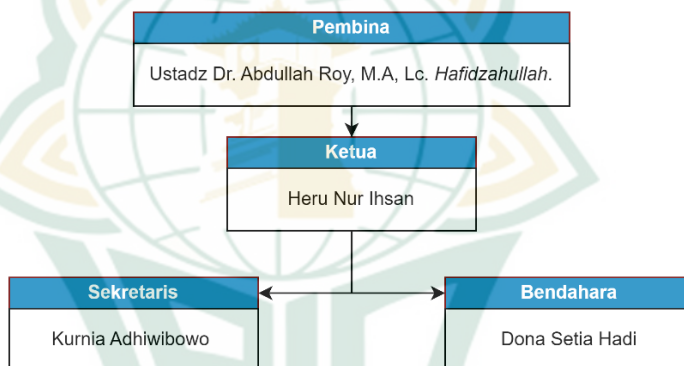 Pembina
Ustadz Dr. Abdullah Roy, M.A, Lc. Hafidzahullah.
Ketua
Heru Nur Ihsan
Sekretaris
Kurnia Adhiwibowo
Bendahara
Dona Setia Hadi